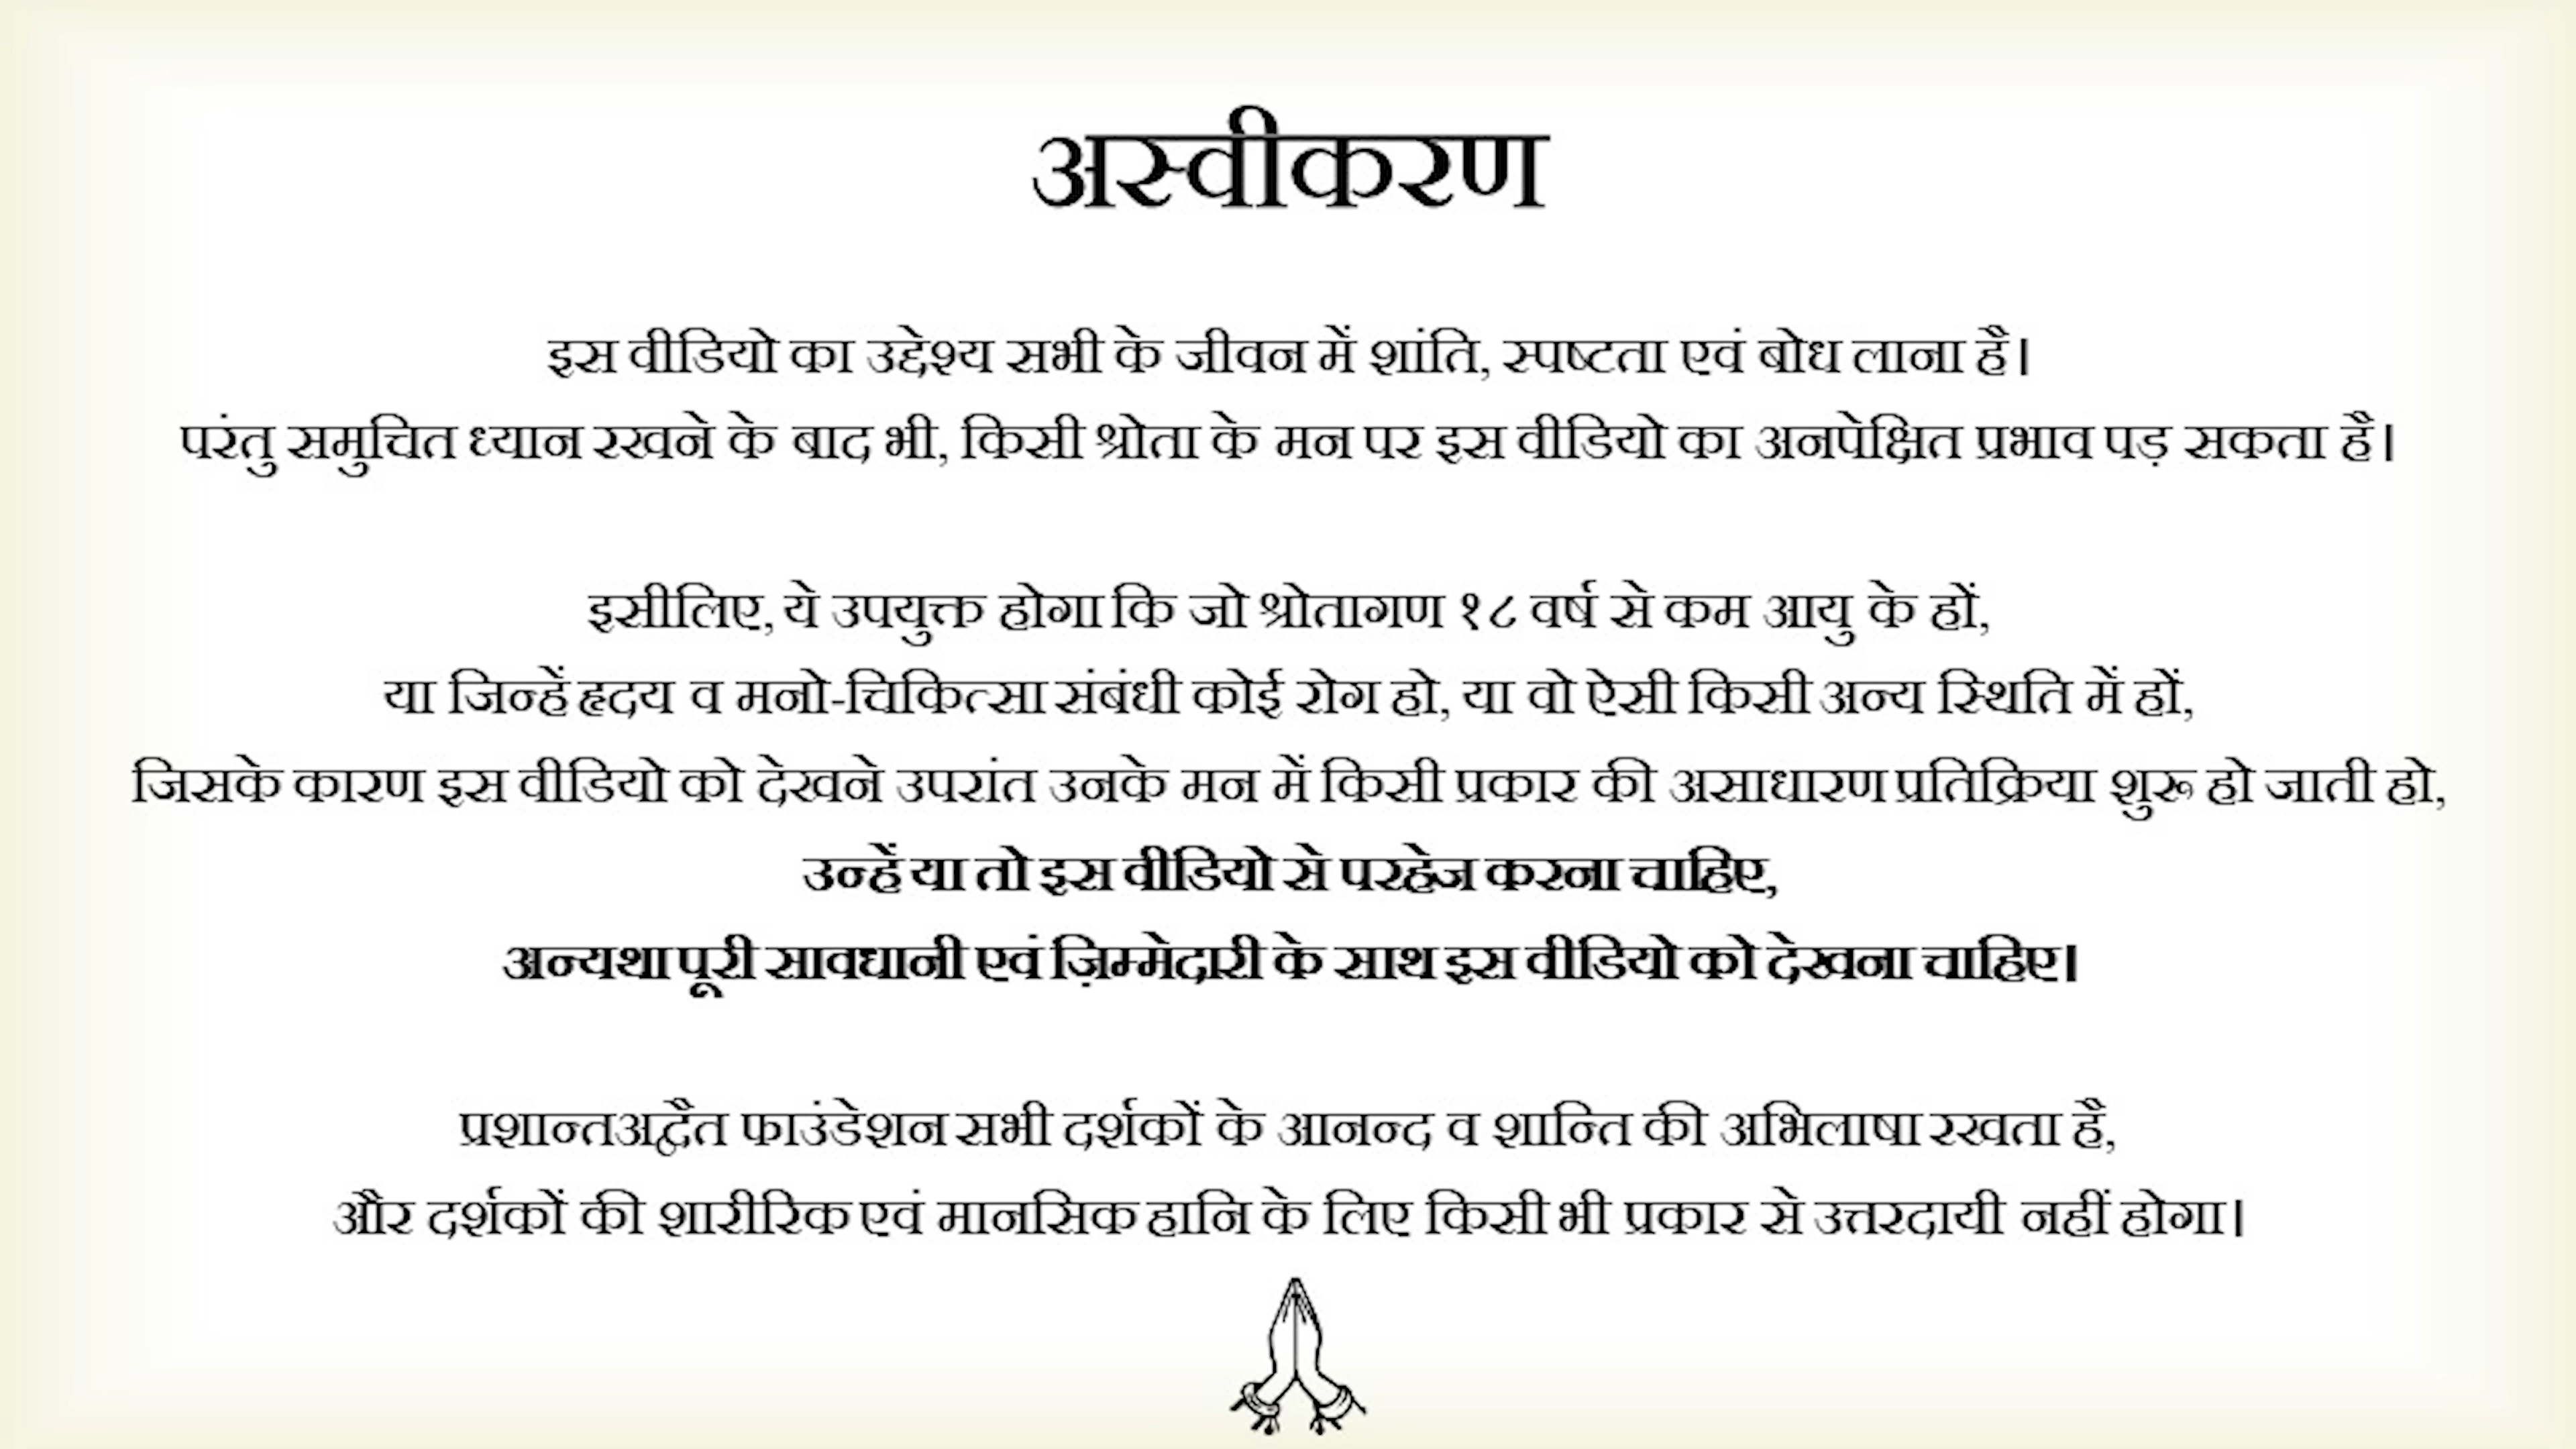 अस्वीकरण
इस वीडियो का उद्देश्य सभी के जीवन में शांति, स्पष्टता एवं बोध लाना है।
परंतु समुचित ध्यान रखने के बाद भी, किसी श्रोता के मन पर इस वीडियो का अनपेक्षित प्रभाव पड़ सकता है।
इसीलिए, ये उपयुक्त होगा कि जो श्रोतागण १८ वर्ष से कम आयु के हों,
या जिन्हें हृदय व मनो-चिकित्सा संबंधी कोई रोग हो, या वो ऐसी किसी अन्य स्थिति में हों,
जिसके कारण इस वीडियो को देखने उपरांत उनके मन में किसी प्रकार की असाधारण प्रतिक्रिया शुरू हो जाती हो,
उन्हें या तो इस वीडियो से परहेज करना चाहिए,
अन्यथा पूरी सावधानी एवं ज़िम्मेदारी के साथ इस वीडियो को देखना चाहिए।
प्रशान्तअद्वैत फाउंडेशन सभी दर्शकों के आनन्द व शान्ति की अभिलाषा रखता है,
और दर्शकों की शारीरिक एवं मानसिक हानि के लिए किसी भी प्रकार से उत्तरदायी नहीं होगा।